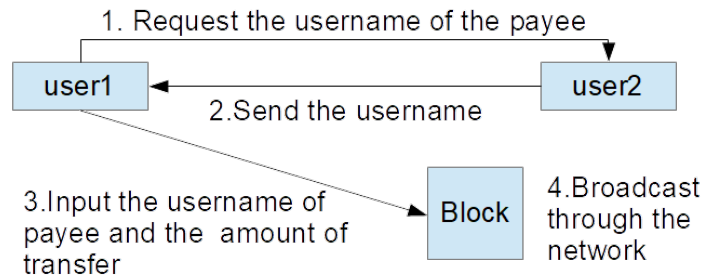 1. Request the username of the payee
user1
user2
2.Send the username
3.Input the username of
payee and the amount of
transfer
Block
4.Broadcast
through the
network